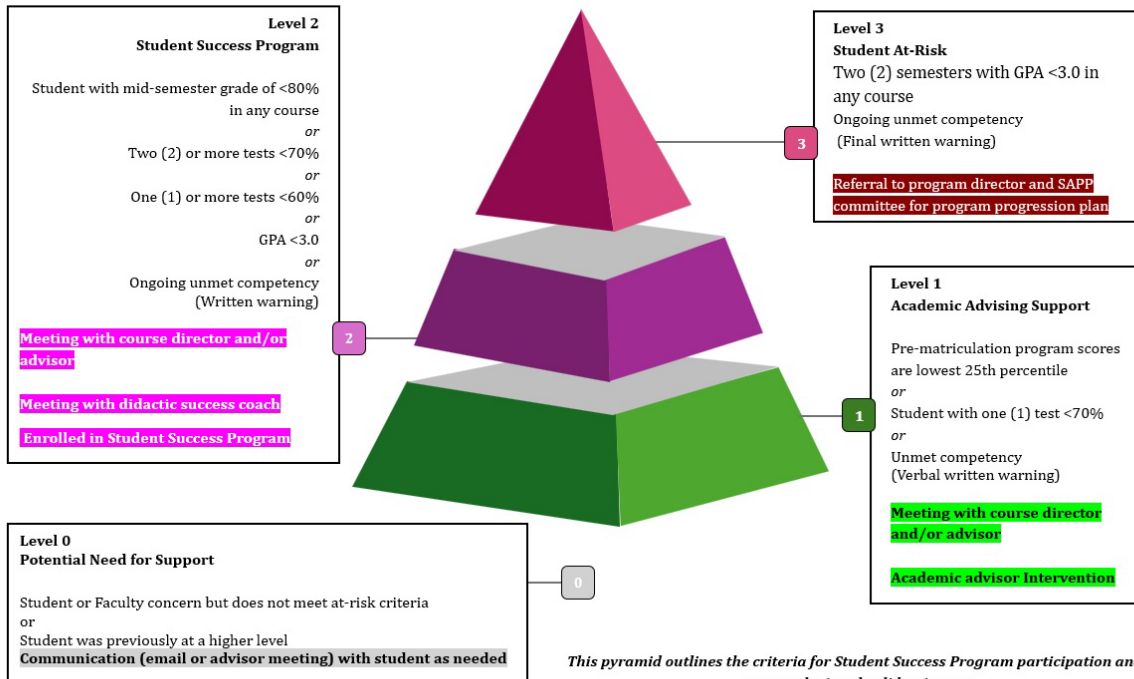 Level 2
Student Success Program
Student with mid-semester grade of <80%
in any course
or
Two (2) or more tests <70%
or
One (1) or more tests <60%
or
GPA <3.0
or
Ongoing unmet competency
(Written warning)
Meeting with course director and/or
advisor
Meeting with didactic success coach
Enrolled in Student Success Program
2
Level 3
Student At-Risk
Two (2) semesters with GPA <3.0 in
any course
Ongoing unmet competency
(Final written warning)
Referral to program director and SAPP
committee for program progression plan
3
Level 1
Academic Advising Support
Pre-matriculation program scores
are lowest 25th percentile
or
Student with one (1) test <70%
or
Unmet competency
(Verbal written warning)
Meeting with course director
and/or advisor
Academic advisor Intervention
1
Level 0
Potential Need for Support
Student or Faculty concern but does not meet at-risk criteria
or
Student was previously at a higher level
Communication (email or advisor meeting) with student as needed
0
This pyramid outlines the criteria for Student Success Program participation and